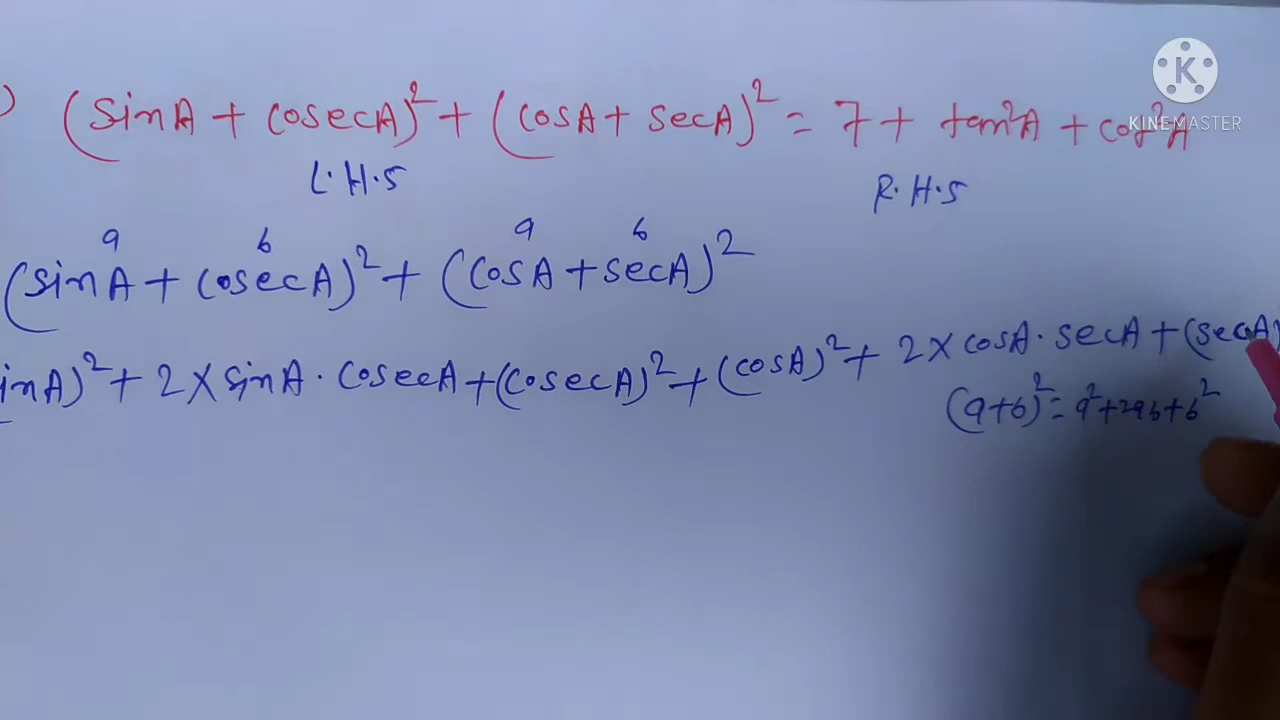 ) (sinA + cosecA)² + (cosA + secA)² = 7 + tan²A + cot²A
K
KINEMASTER
L.H.S R.H.S
a b a b
(sinA + cosecA)² + (cosA + secA)²
inA)² + 2 × sinA . cosecA + (cosecA)² + (cosA)² + 2 × cosA . secA + (secA)
(a+b)² = a² + 2ab + b²